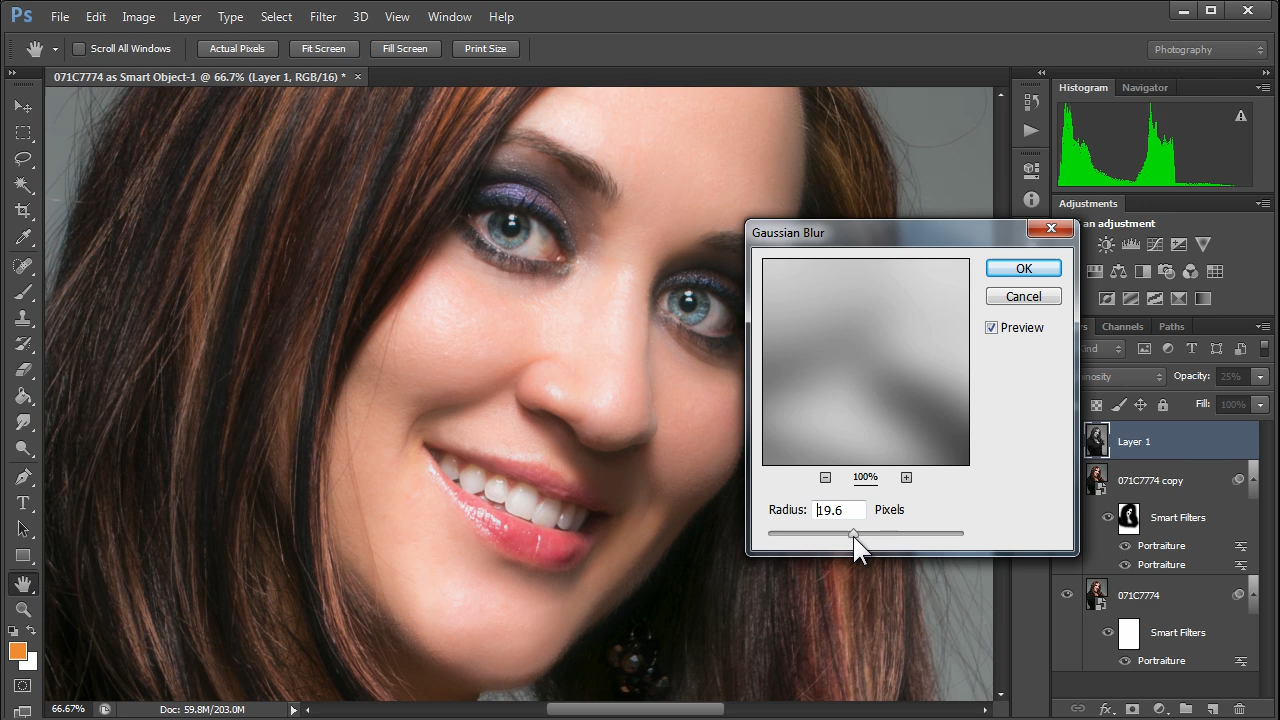 Ps File Edit Image Layer Type Select Filter 3D View Window Help
Scroll All Windows Actual Pixels Fit Screen Fill Screen Print Size Photography
071C7774 as Smart Object-1 @ 66.7% (Layer 1, RGB/16) * ×
Histogram Navigator
Adjustments
an adjustment
Gaussian Blur
OK
Cancel
Preview
100%
Radius: 19.6 Pixels
Channels Paths
Opacity: 25%
Fill: 100%
Layer 1
071C7774 copy
Smart Filters
Portraiture
Portraiture
071C7774
Smart Filters
Portraiture
66.67% Doc: 59.8M/203.0M